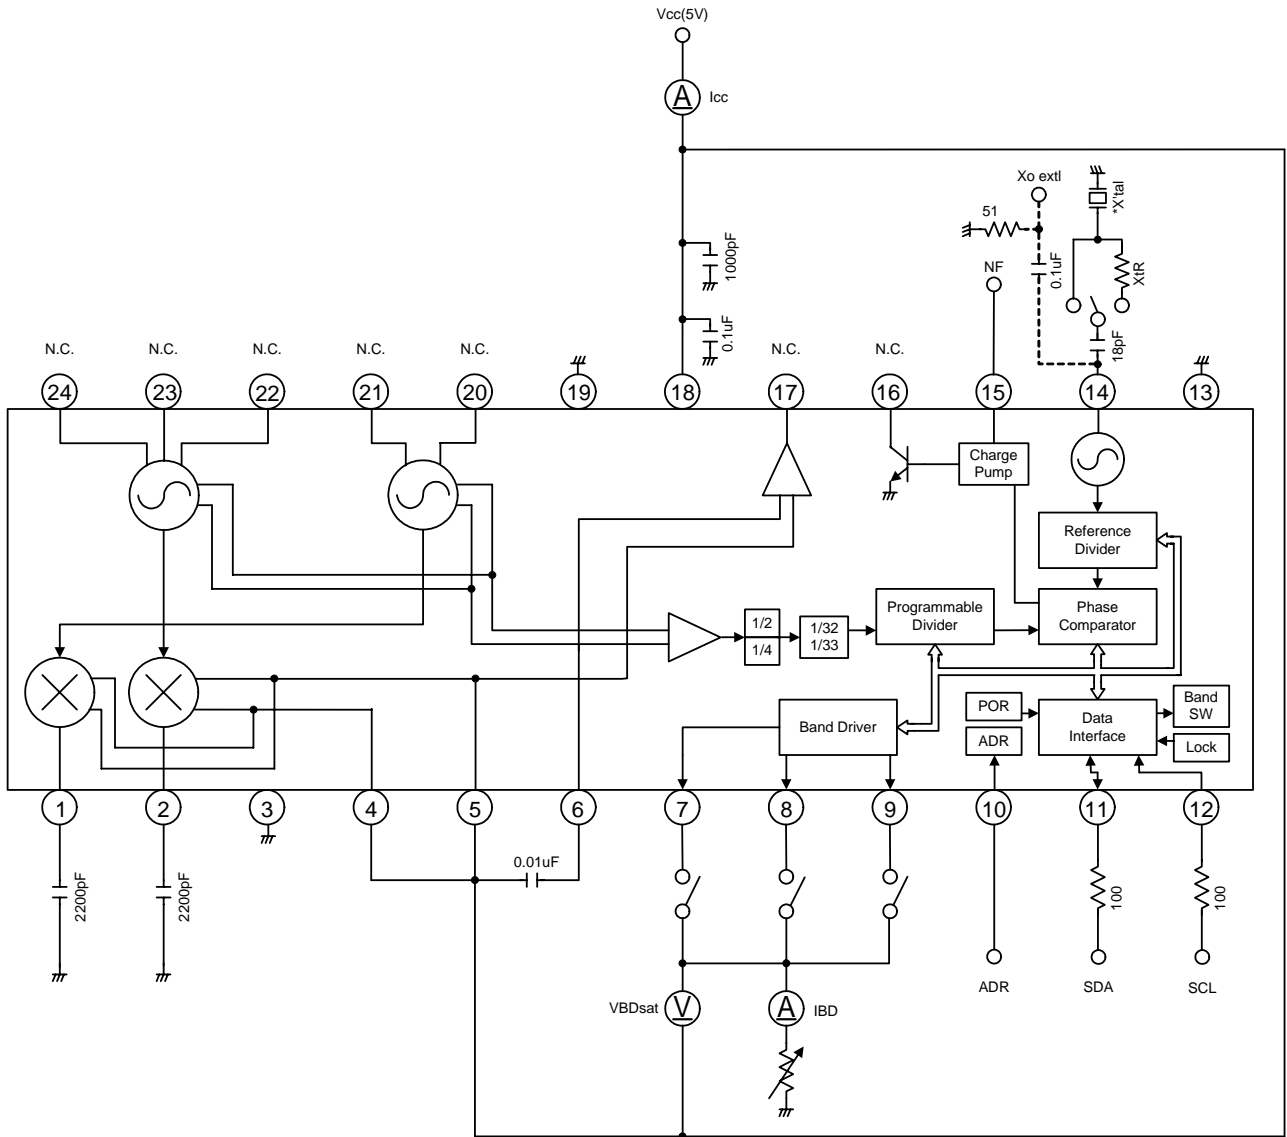 Vcc(5V)
A Icc
1000pF
0.1uF
Xo extl
51
0.1uF
NF
*X'tal
XtR
18pF
N.C. N.C. N.C. N.C. N.C. N.C. N.C.
24 23 22 21 20 19 18 17 16 15 14 13
Charge
Pump
Reference
Divider
Programmable
Divider
Phase
Comparator
1/2
1/4
1/32
1/33
Band Driver
POR
ADR
Data
Interface
Band
SW
Lock
1 2 3 4 5 6 7 8 9 10 11 12
2200pF
2200pF
0.01uF
100
100
ADR SDA SCL
VBDsat V
A IBD